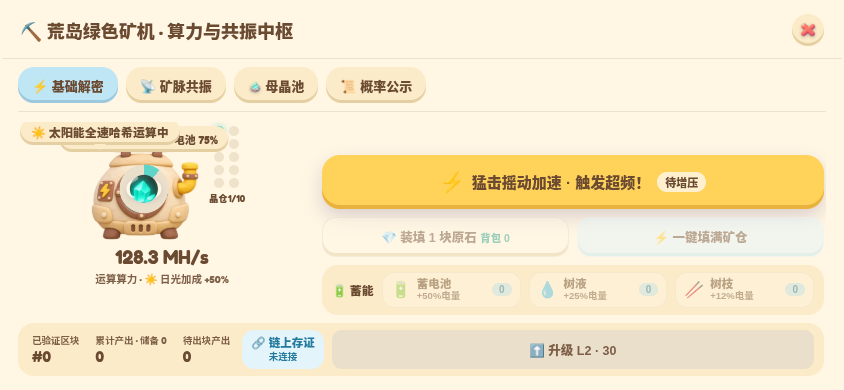 荒岛绿色矿机 · 算力与共振中枢
基础解密
矿脉共振
母晶池
概率公示
太阳能全速哈希运算中
电池 75%
晶仓1/10
128.3 MH/s
运算算力 · 日光加成 +50%
猛击摇动加速 · 触发超频！ 待增压
装填 1 块原石 背包 0
一键填满矿仓
蓄能
蓄电池 0
+50%电量
树液 0
+25%电量
树枝 0
+12%电量
已验证区块
#0
累计产出 · 储备 0
0
待出块产出
0
链上存证
未连接
升级 L2 · 30